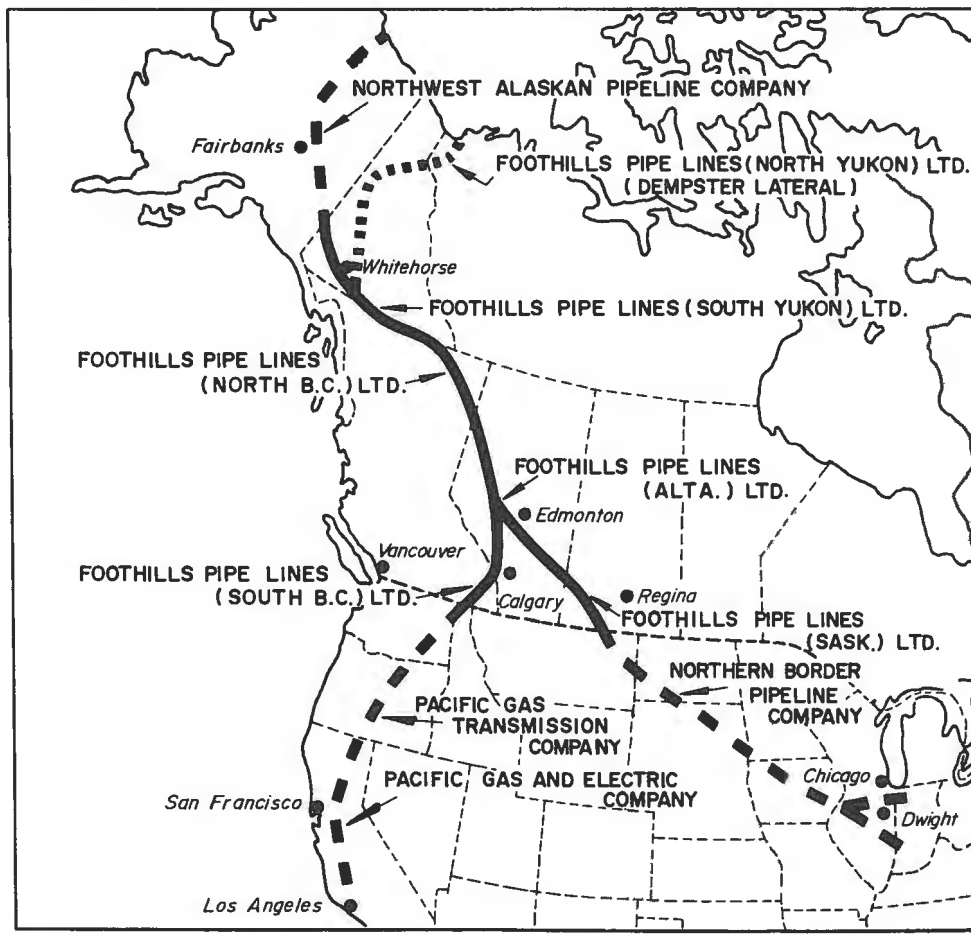 NORTHWEST ALASKAN PIPELINE COMPANY
Fairbanks
FOOTHILLS PIPE LINES (NORTH YUKON) LTD.
(DEMPSTER LATERAL)
Whitehorse
FOOTHILLS PIPE LINES (SOUTH YUKON) LTD.
FOOTHILLS PIPE LINES
(NORTH B.C.) LTD.
FOOTHILLS PIPE LINES
(ALTA.) LTD.
Edmonton
Vancouver
FOOTHILLS PIPE LINES
(SOUTH B.C.) LTD.
Calgary
Regina
FOOTHILLS PIPE LINES
(SASK.) LTD.
NORTHERN BORDER
PIPELINE
COMPANY
PACIFIC GAS
TRANSMISSION
COMPANY
PACIFIC GAS AND ELECTRIC
COMPANY
Chicago
San Francisco
Dwight
Los Angeles